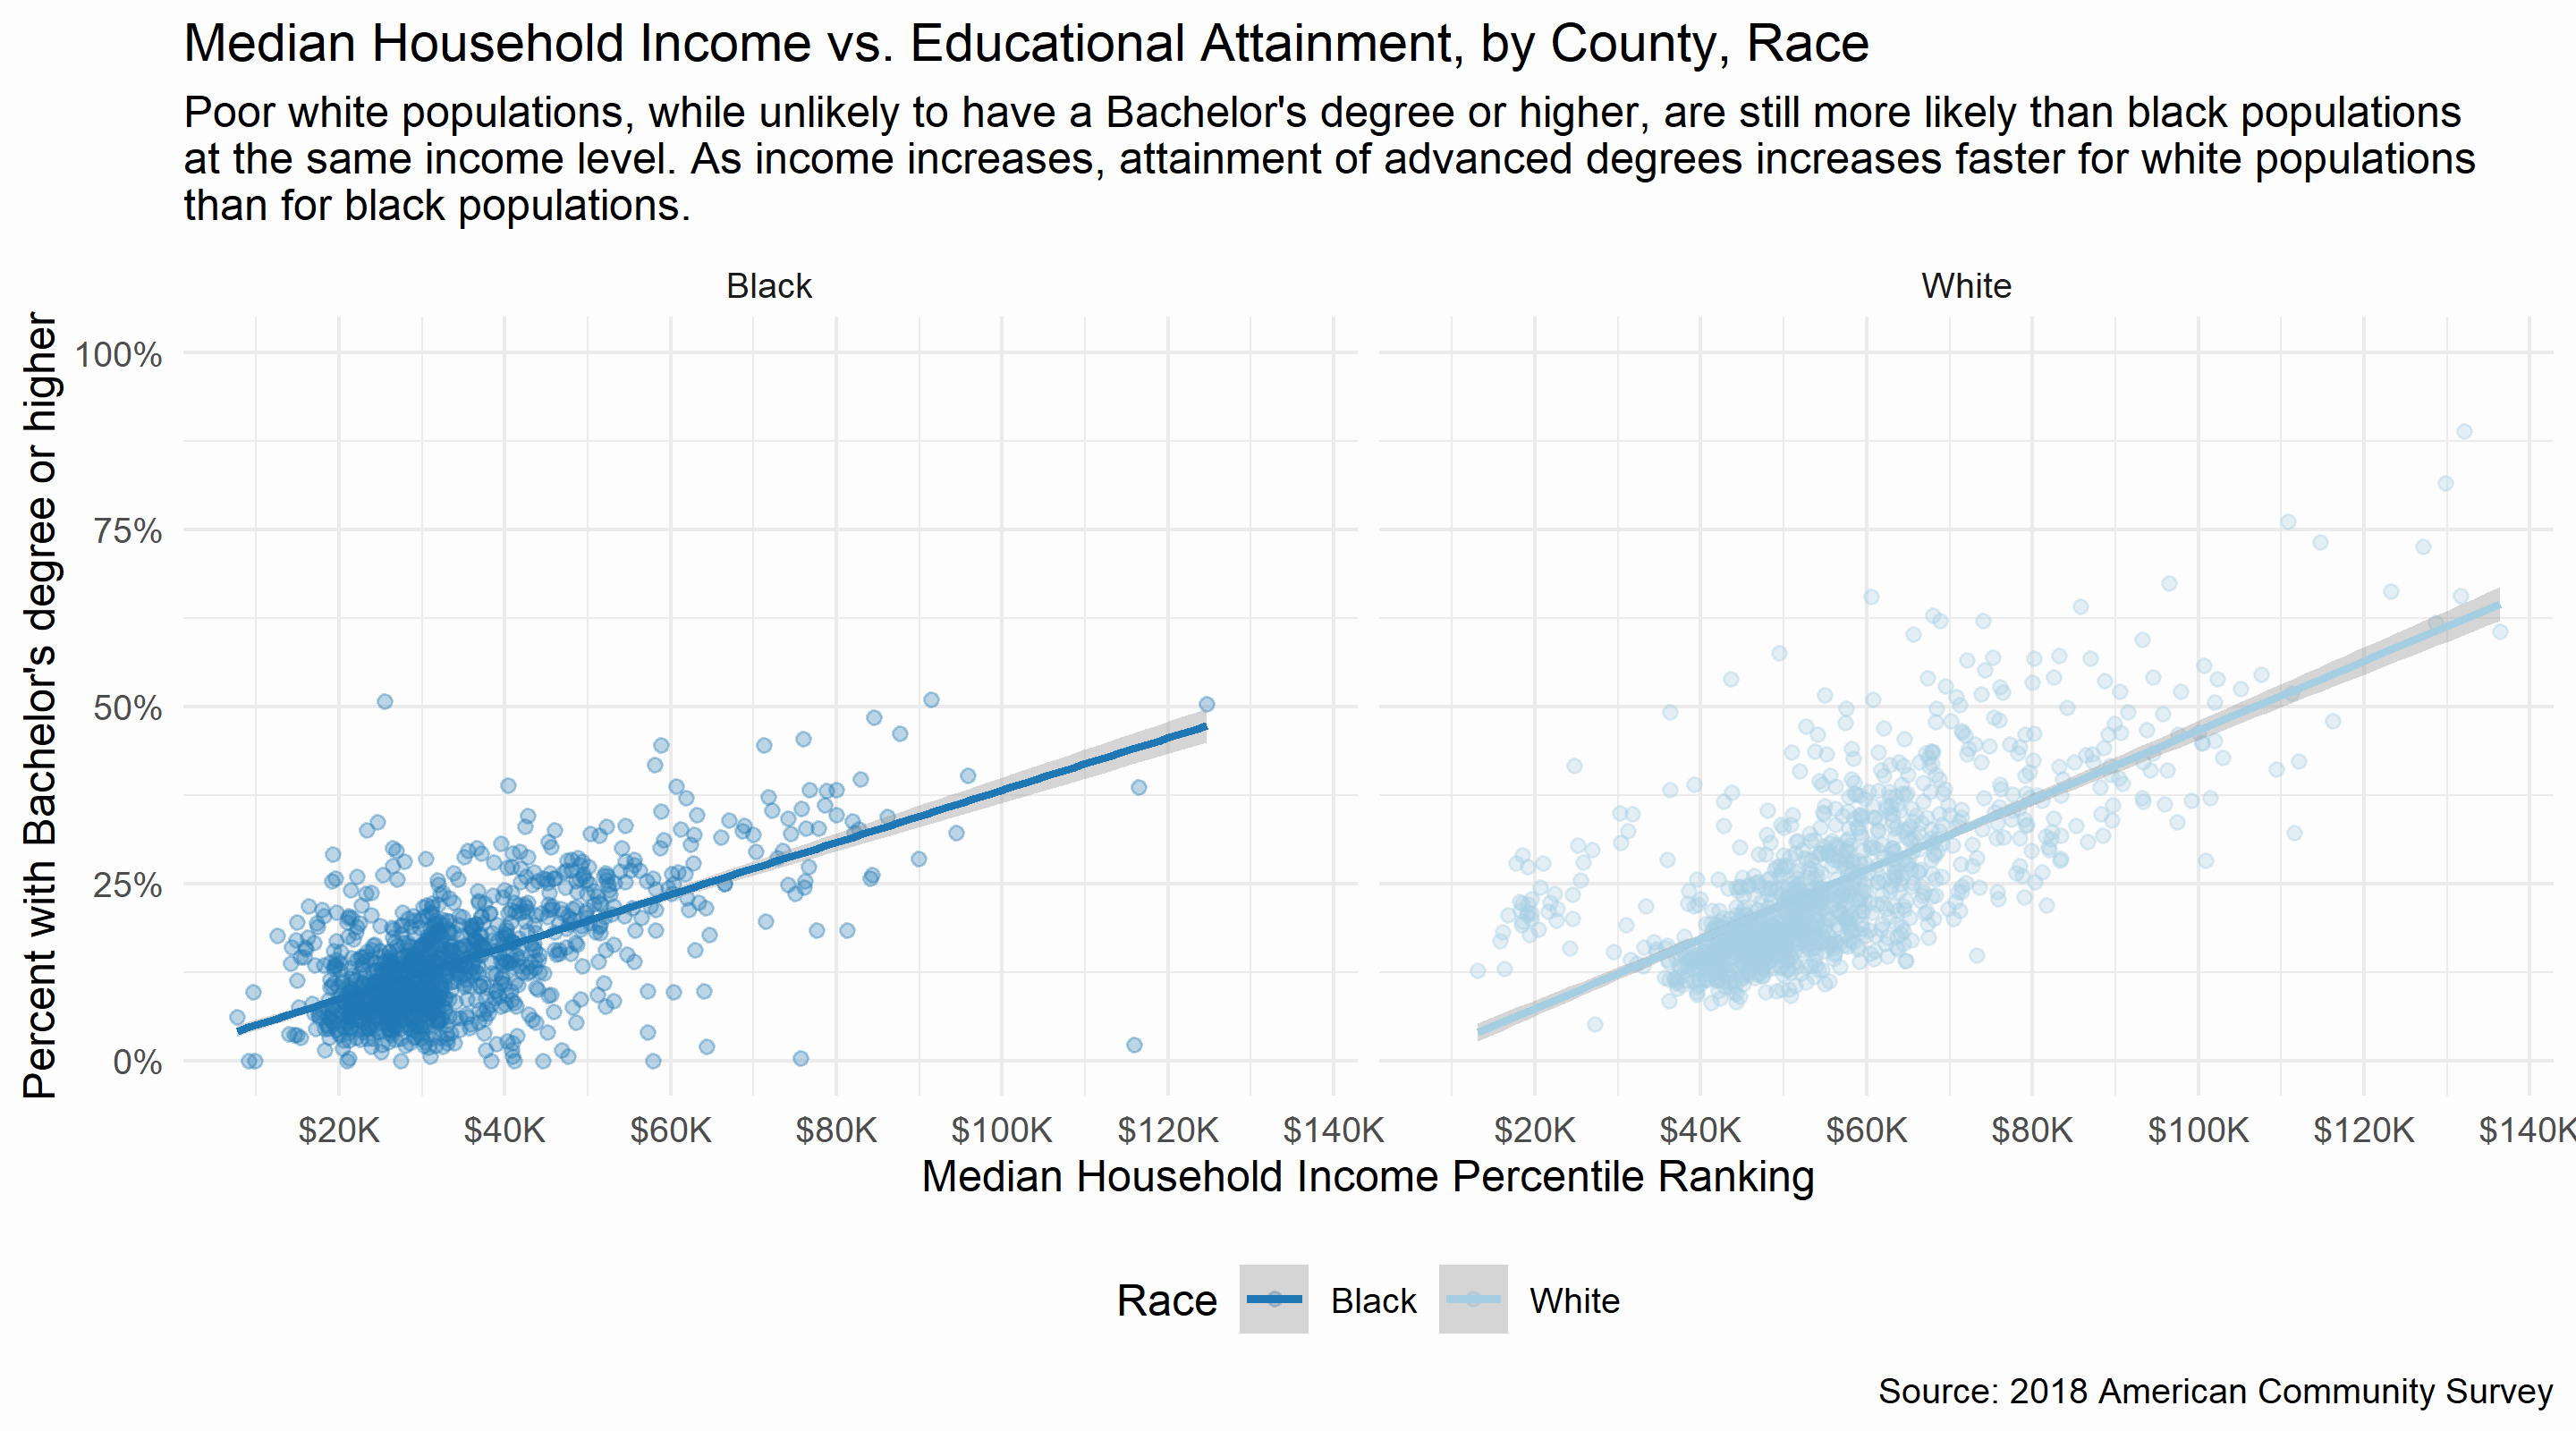 Median Household Income vs. Educational Attainment, by County, Race
Poor white populations, while unlikely to have a Bachelor's degree or higher, are still more likely than black populations
at the same income level. As income increases, attainment of advanced degrees increases faster for white populations
than for black populations.
Black
White
Percent with Bachelor's degree or higher
100%
75%
50%
25%
0%
$20K $40K $60K $80K $100K $120K $140K
$20K $40K $60K $80K $100K $120K $140K
Median Household Income Percentile Ranking
Race Black White
Source: 2018 American Community Survey